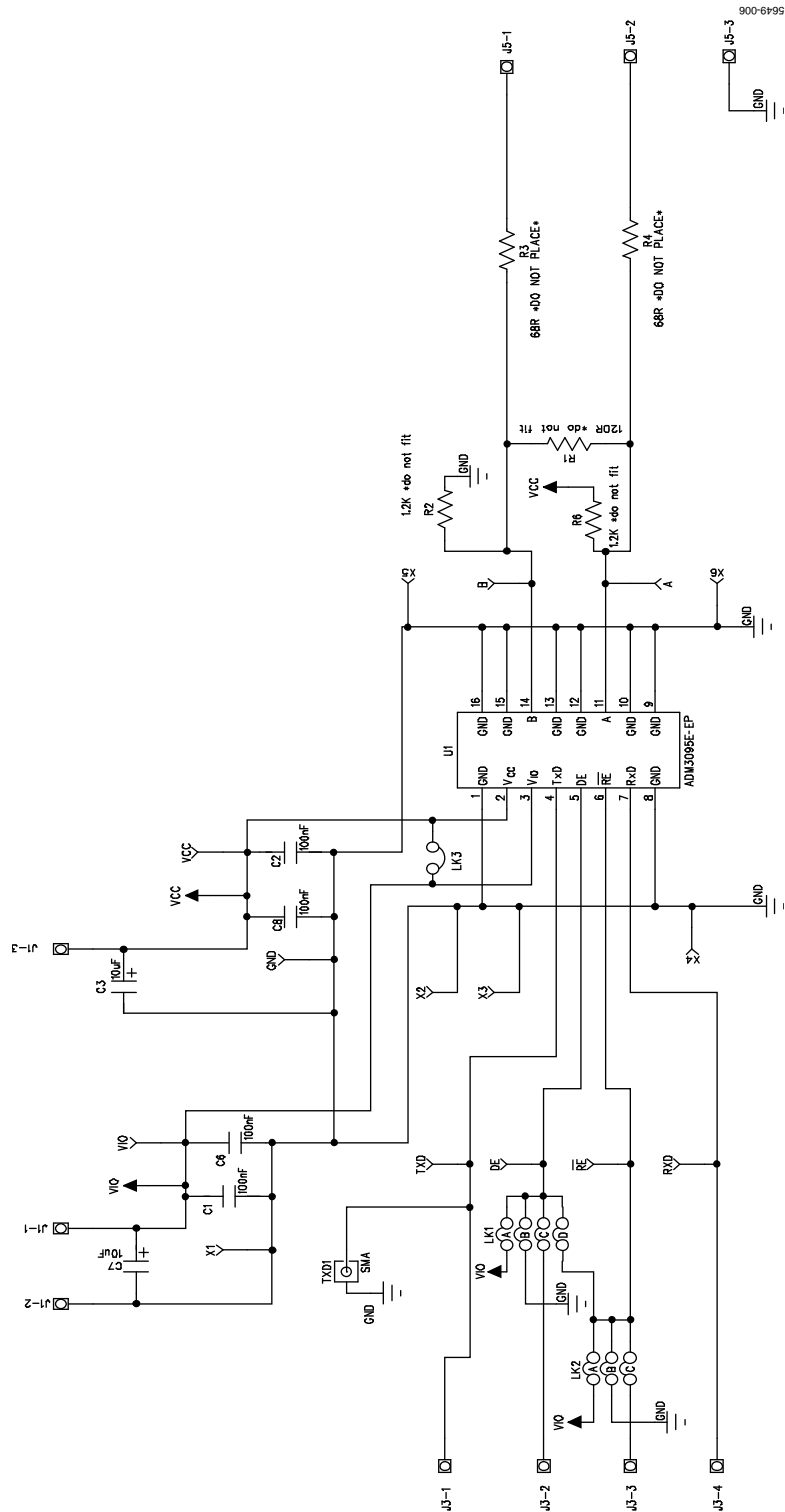 5649-006
J5-1
J5-2
J5-3
GND
R3
68R *DO NOT PLACE*
R4
68R *DO NOT PLACE*
1.2K *do not fit
R2
GND
120R *do not fit
R1
VCC
R6
1.2K *do not fit
X5
B
A
X6
GND
U1
ADM3095E-EP
16 GND
15 GND
14 B
13 GND
12 GND
11 A
10 GND
9 GND
1 GND
2 VCC
3 VIO
4 TxD
5 DE
6 RE
7 RxD
8 GND
VCC
VCC
C2
100nF
C8
100nF
GND
LK3
J1-3
C3
10uF
+
X2
X3
X4
GND
VIO
VIO
C6
100nF
C1
100nF
X1
J1-1
C7
10uF
+
J1-2
TXD1
SMA
GND
TXD
DE
RE
RXD
LK1
A
B
C
D
VIO
GND
LK2
A
B
C
VIO
GND
J3-1
J3-2
J3-3
J3-4